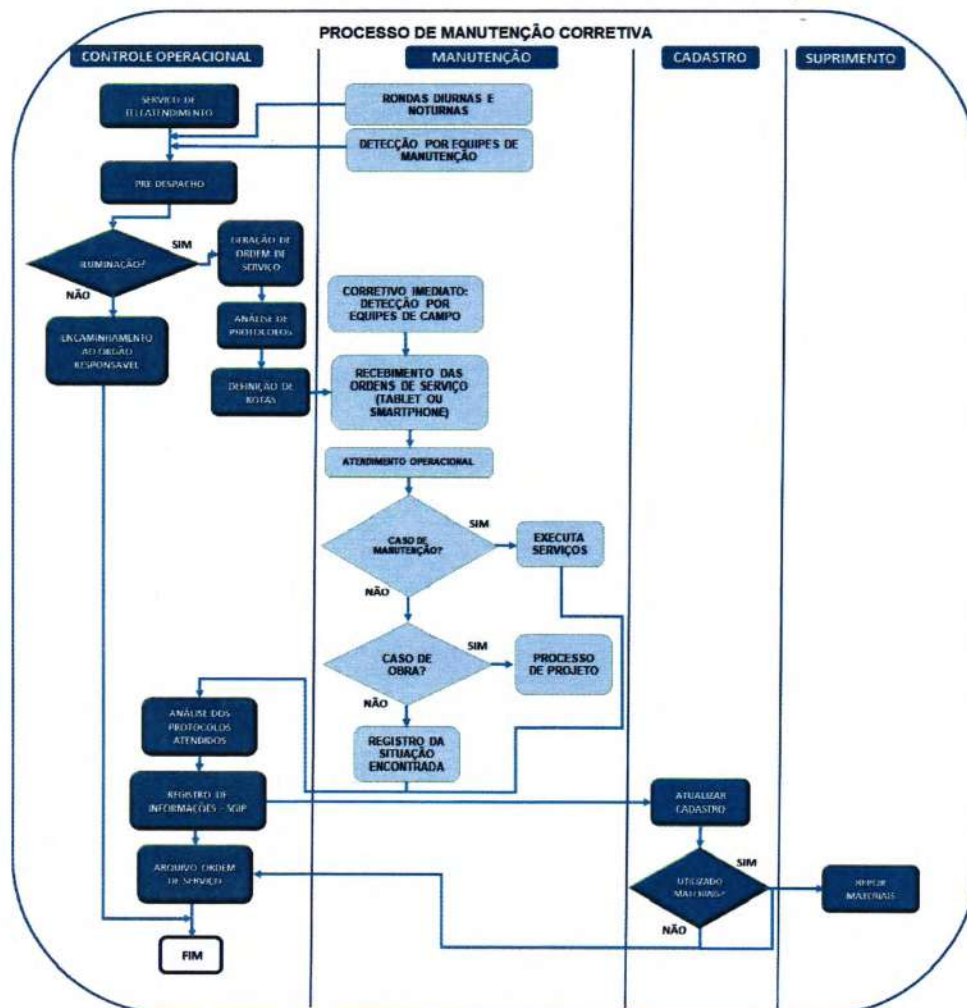 PROCESSO DE MANUTENÇÃO CORRETIVA
CONTROLE OPERACIONAL
MANUTENÇÃO
CADASTRO
SUPRIMENTO
SERVIÇO DE
TELEATENDIMENTO
RONDAS DIURNAS E
NOTURNAS
DETECÇÃO POR EQUIPES DE
MANUTENÇÃO
PRE DESPACHO
ILUMINAÇÃO?
SIM
NÃO
GERAÇÃO DE
ORDEM DE
SERVIÇO
ANÁLISE DE
PROTOCOLOS
ENCAMINHAMENTO
AO ORGÃO
RESPONSAVEL
DEFINIÇÃO DE
ROTAS
CORRETIVO IMEDIATO:
DETECÇÃO POR
EQUIPES DE CAMPO
RECEBIMENTO DAS
ORDENS DE SERVIÇO
(TABLET OU
SMARTPHONE)
ATENDIMENTO OPERACIONAL
CASO DE
MANUTENÇÃO?
SIM
NÃO
EXECUTA
SERVIÇOS
CASO DE
OBRA?
SIM
NÃO
PROCESSO
DE PROJETO
REGISTRO DA
SITUAÇÃO
ENCONTRADA
ANÁLISE DOS
PROTOCOLOS
ATENDIDOS
REGISTRO DE
INFORMAÇÕES – SGIP
ATUALIZAR
CADASTRO
ARQUIVO ORDEM
DE SERVIÇO
UTILIZADO
MATERIAIS?
SIM
NÃO
REPOR
MATERIAIS
FIM